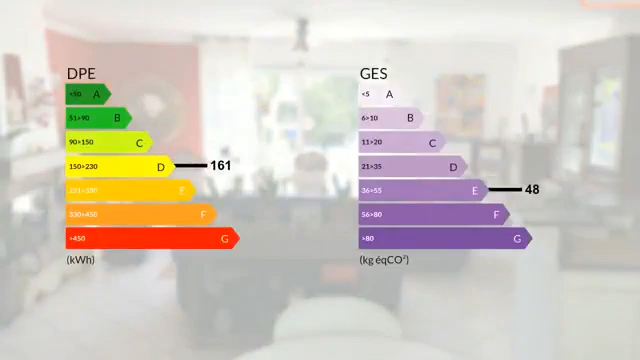 DPE
<50 A
51>90 B
90>150 C
150>230 D
161
231>330 E
330>450 F
>450 G
(kWh)
GES
<5 A
6>10 B
11>20 C
21>35 D
36>55 E
48
56>80 F
>80 G
(kg éqCO²)